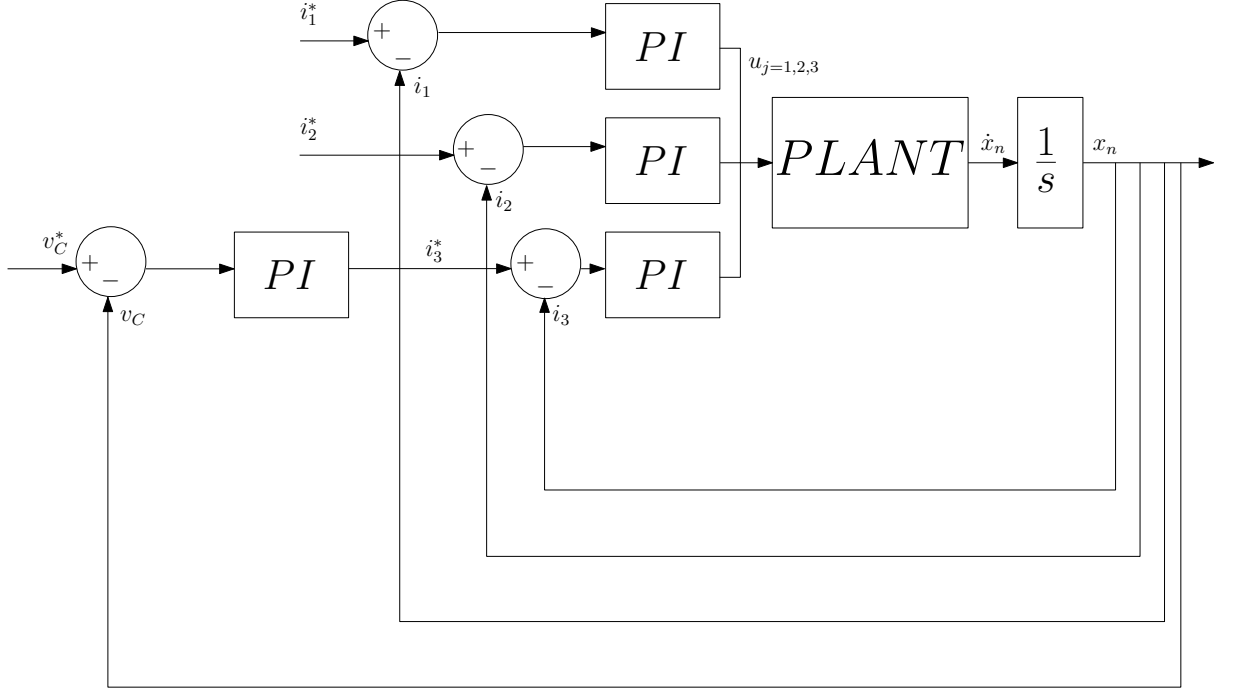 i₁*
+
−
i₁
PI
u_{j=1,2,3}
i₂*
+
−
i₂
PI
PLANT
ẋₙ
1/s
xₙ
v_C*
+
−
v_C
PI
i₃*
+
−
i₃
PI